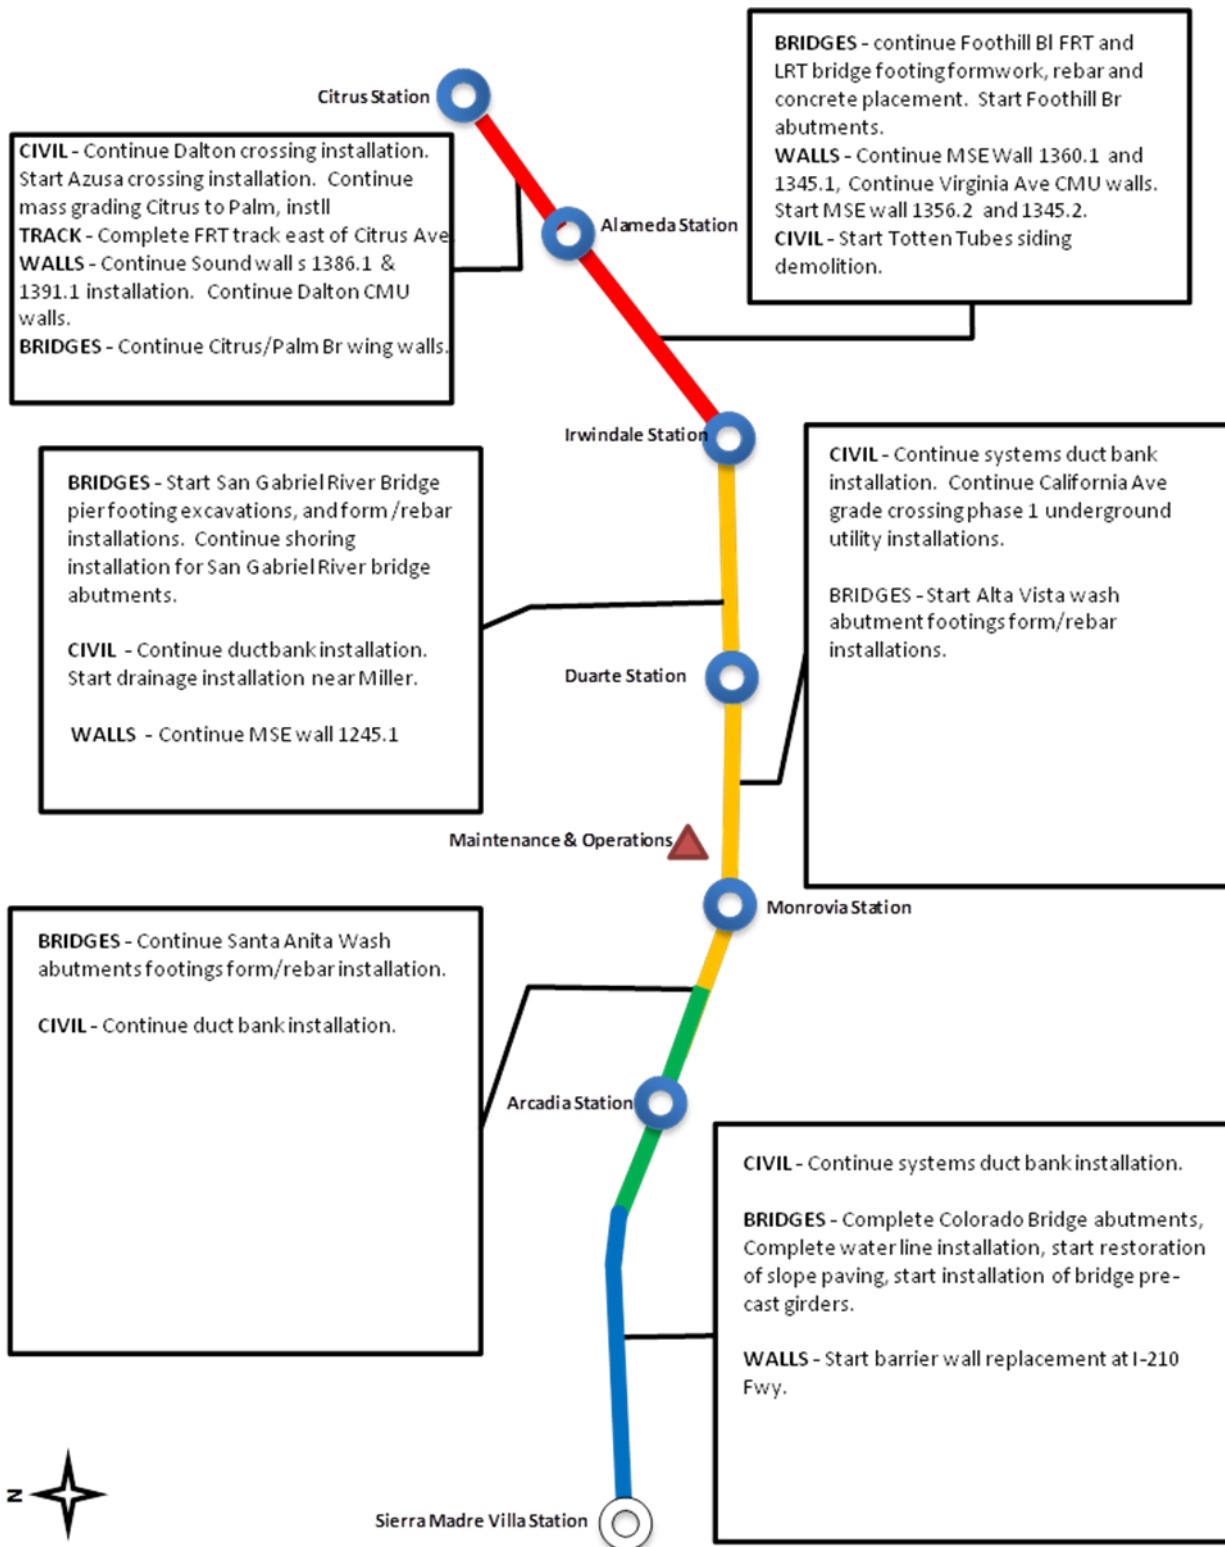 BRIDGES - continue Foothill Bl FRT and
LRT bridge footing formwork, rebar and
concrete placement. Start Foothill Br
abutments.
WALLS - Continue MSE Wall 1360.1 and
1345.1, Continue Virginia Ave CMU walls.
Start MSE wall 1356.2 and 1345.2.
CIVIL - Start Totten Tubes siding
demolition.
Citrus Station
CIVIL - Continue Dalton crossing installation.
Start Azusa crossing installation. Continue
mass grading Citrus to Palm, instll
TRACK - Complete FRT track east of Citrus Ave
WALLS - Continue Sound wall s 1386.1 &
1391.1 installation. Continue Dalton CMU
walls.
BRIDGES - Continue Citrus/Palm Br wing walls.
Alameda Station
Irwindale Station
BRIDGES - Start San Gabriel River Bridge
pier footing excavations, and form /rebar
installations. Continue shoring
installation for San Gabriel River bridge
abutments.
CIVIL - Continue ductbank installation.
Start drainage installation near Miller.
WALLS - Continue MSE wall 1245.1
CIVIL - Continue systems duct bank
installation. Continue California Ave
grade crossing phase 1 underground
utility installations.
BRIDGES - Start Alta Vista wash
abutment footings form/rebar
installations.
Duarte Station
Maintenance & Operations
Monrovia Station
BRIDGES - Continue Santa Anita Wash
abutments footings form/rebar installation.
CIVIL - Continue duct bank installation.
Arcadia Station
CIVIL - Continue systems duct bank installation.
BRIDGES - Complete Colorado Bridge abutments,
Complete water line installation, start restoration
of slope paving, start installation of bridge pre-
cast girders.
WALLS - Start barrier wall replacement at I-210
Fwy.
N
Sierra Madre Villa Station